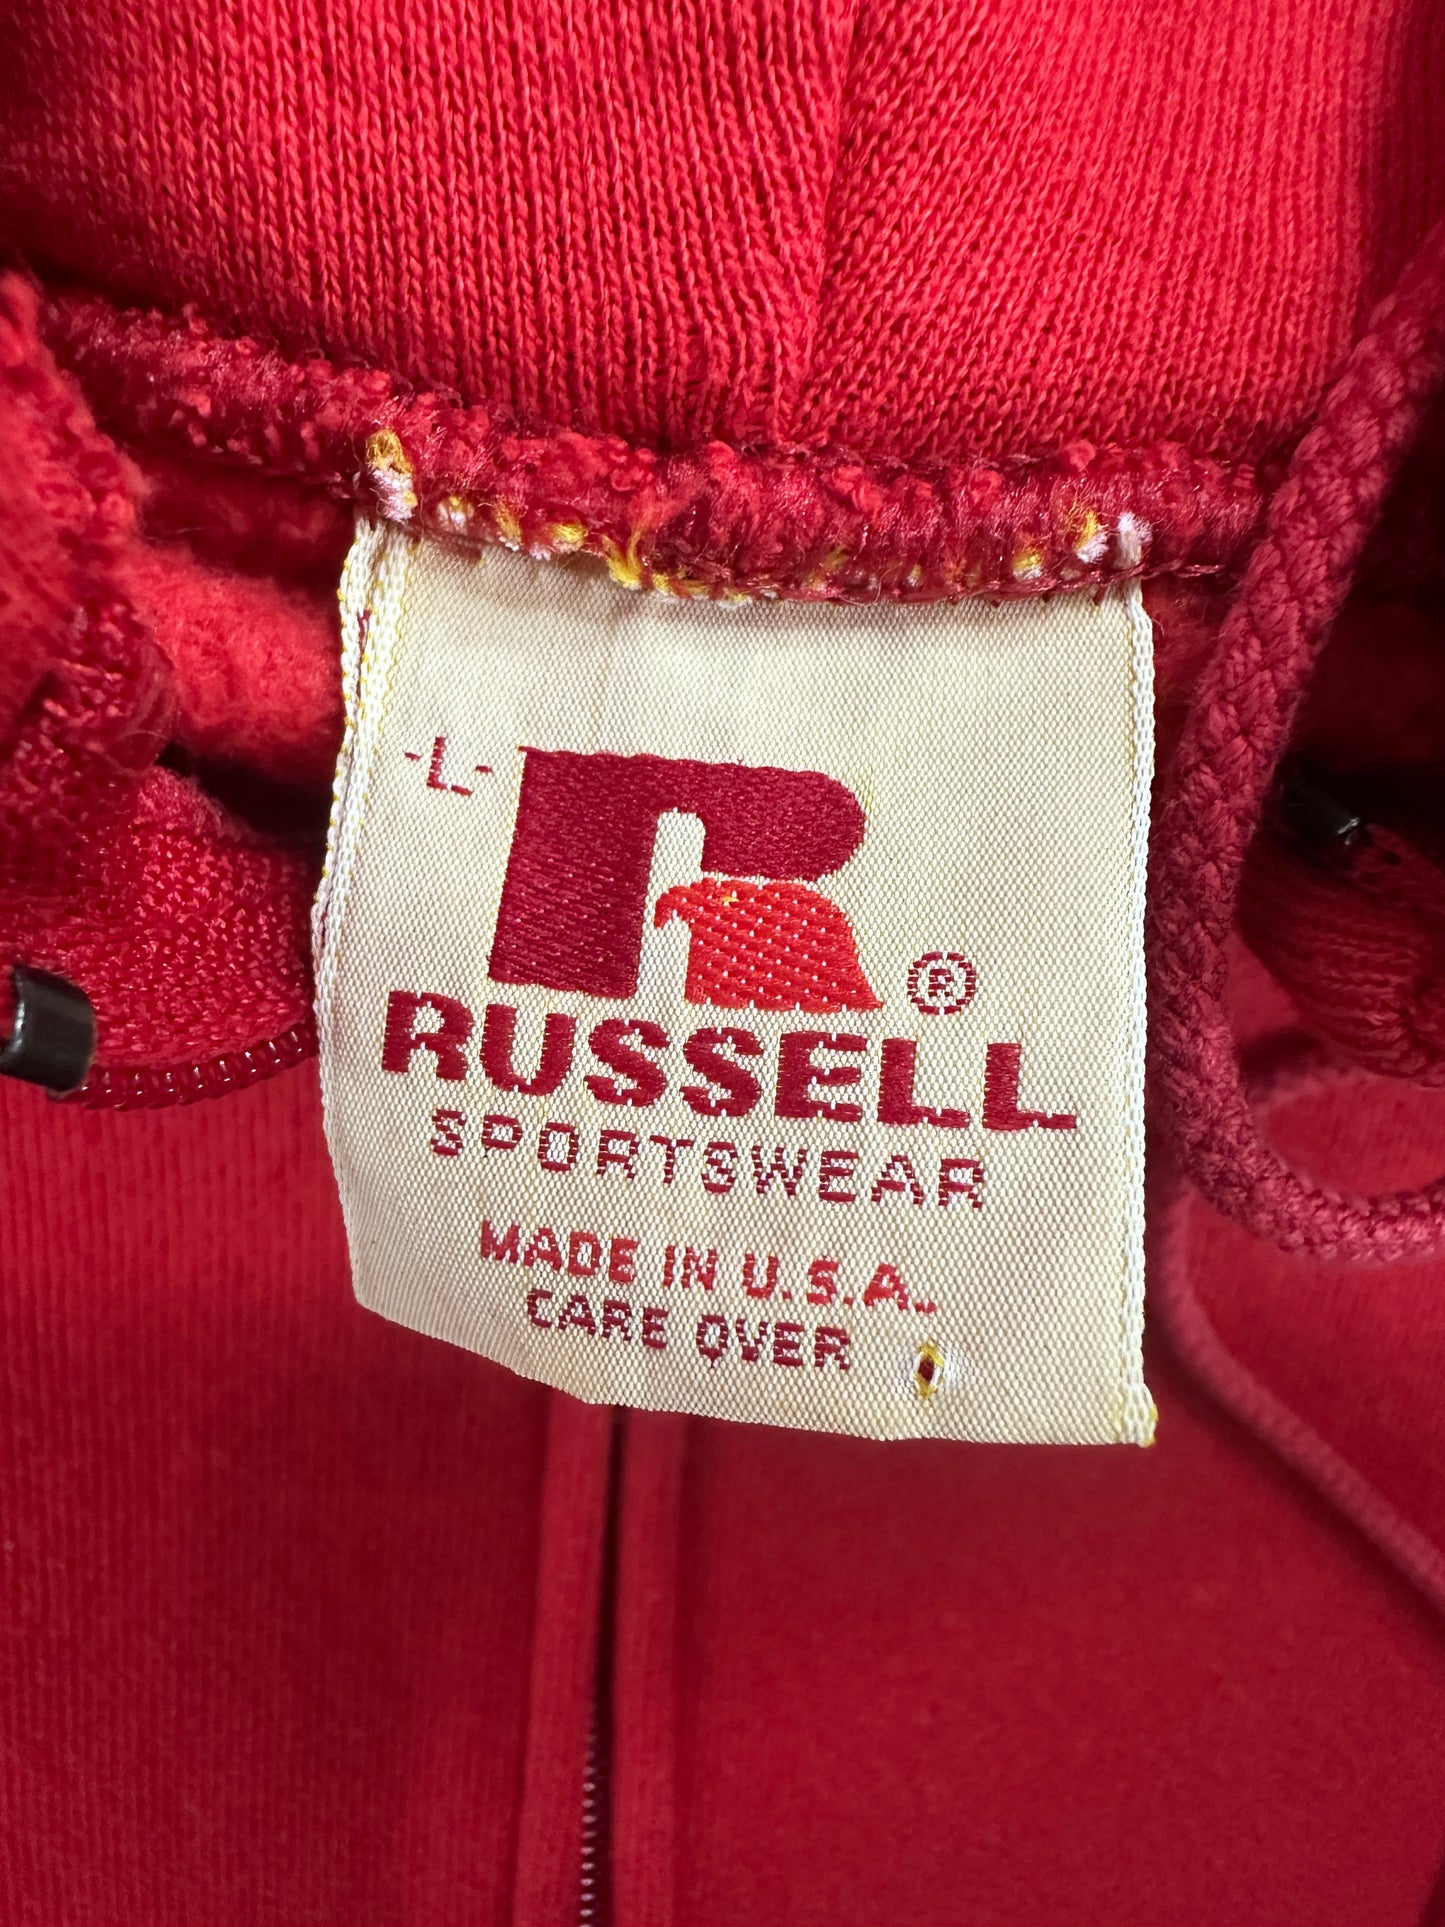 -L-
R
®
RUSSELL
SPORTSWEAR
MADE IN U.S.A.
CARE OVER